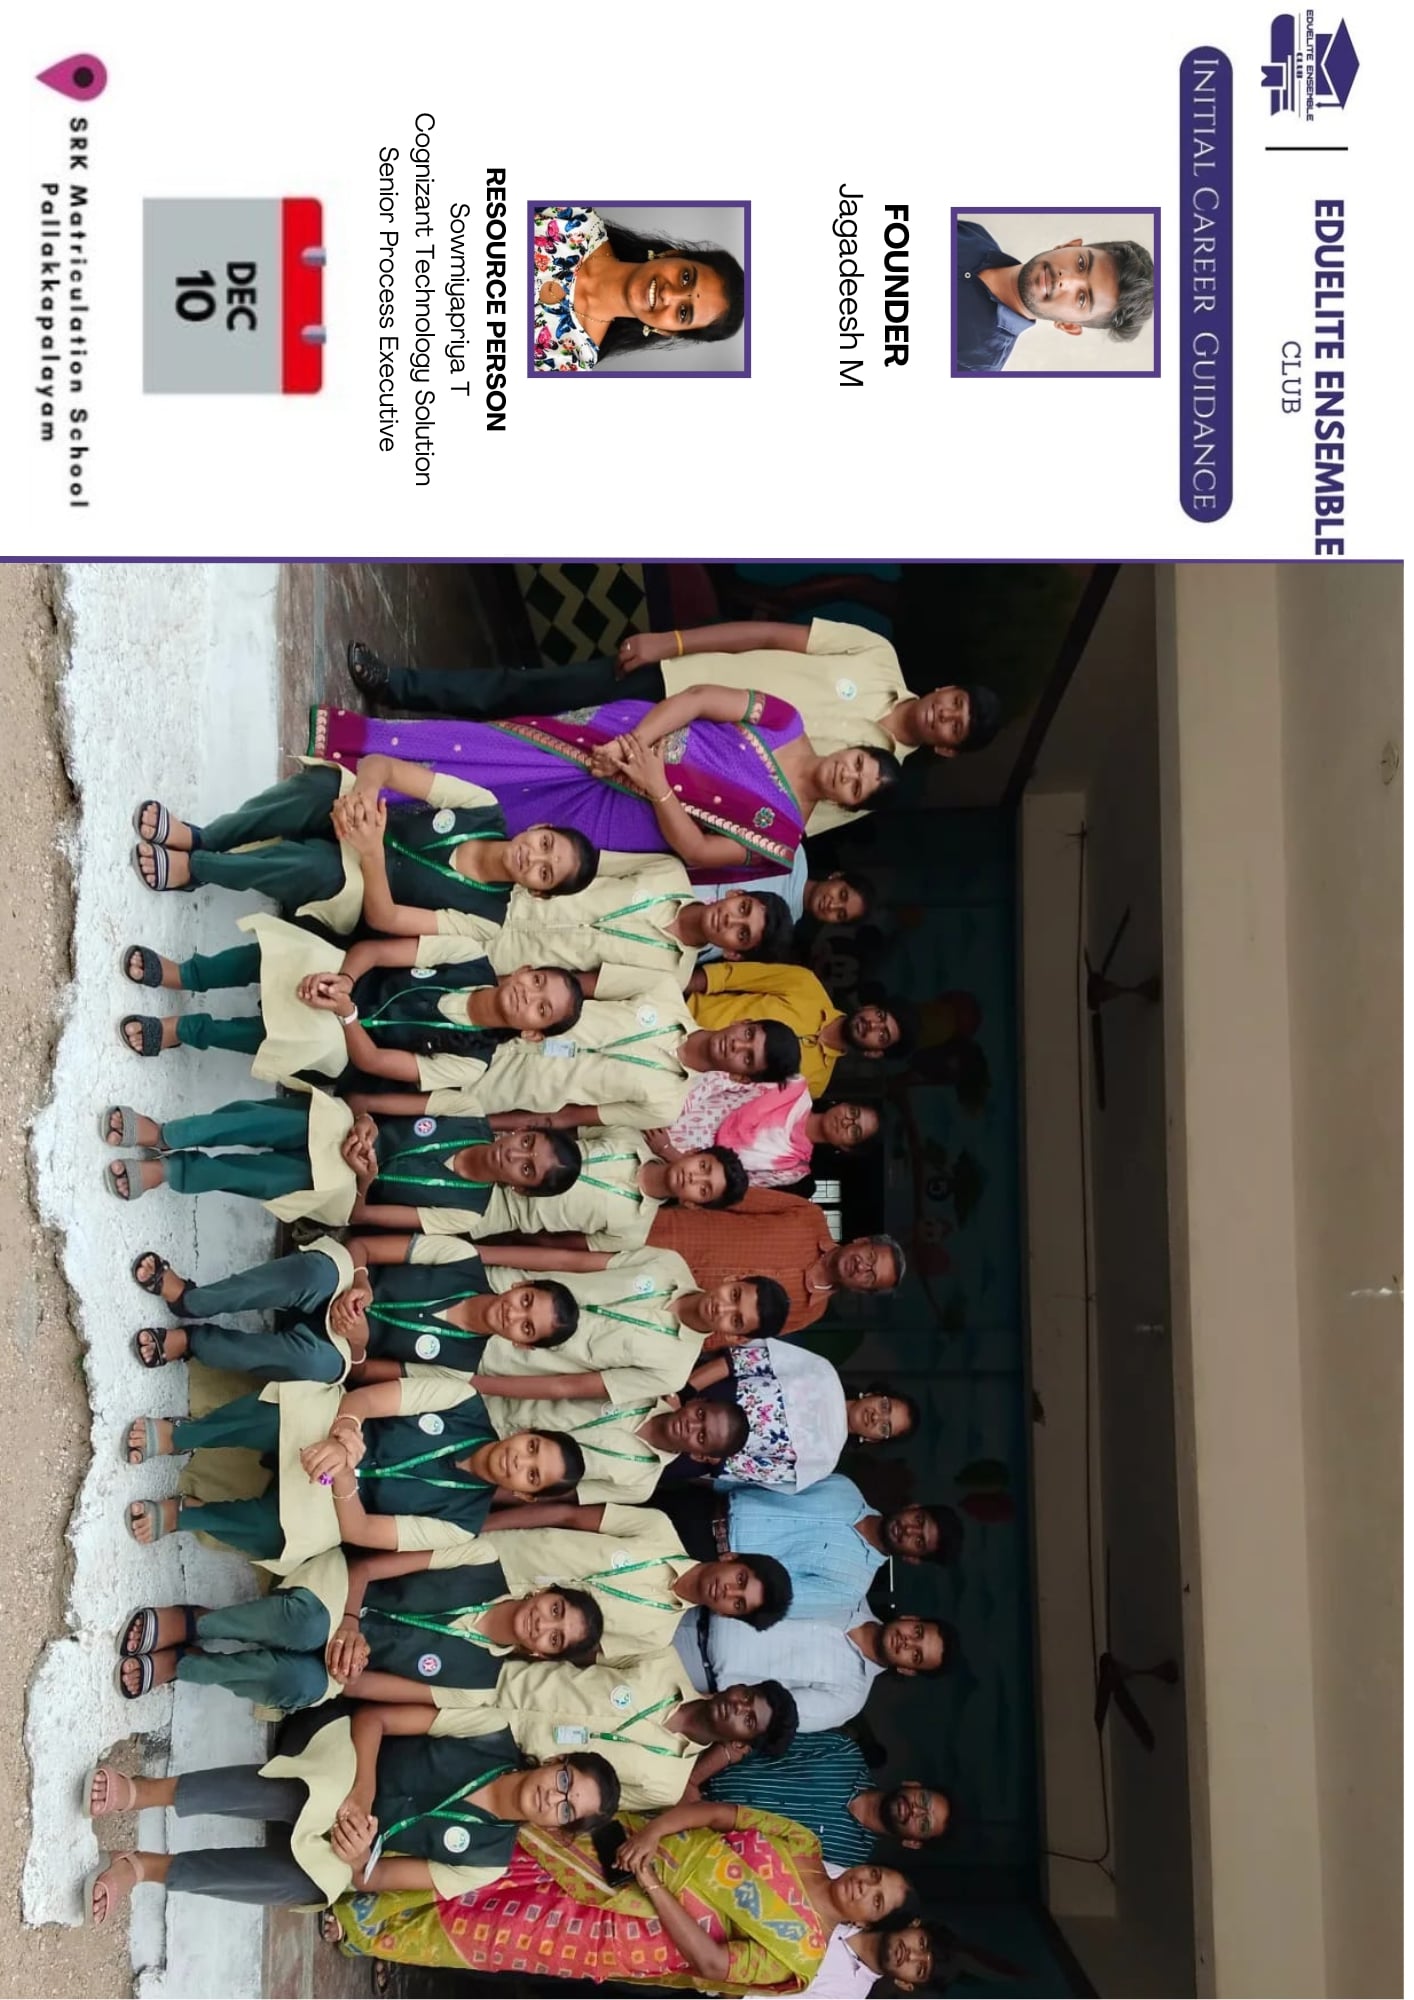 EDUELITE ENSEMBLE
CLUB
EDUELITE ENSEMBLE
CLUB
INITIAL CAREER GUIDANCE
FOUNDER
Jagadeesh M
RESOURCE PERSON
Sowmiyapriya T
Cognizant Technology Solution
Senior Process Executive
DEC
10
SRK Matriculation School
Pallakkapalayam